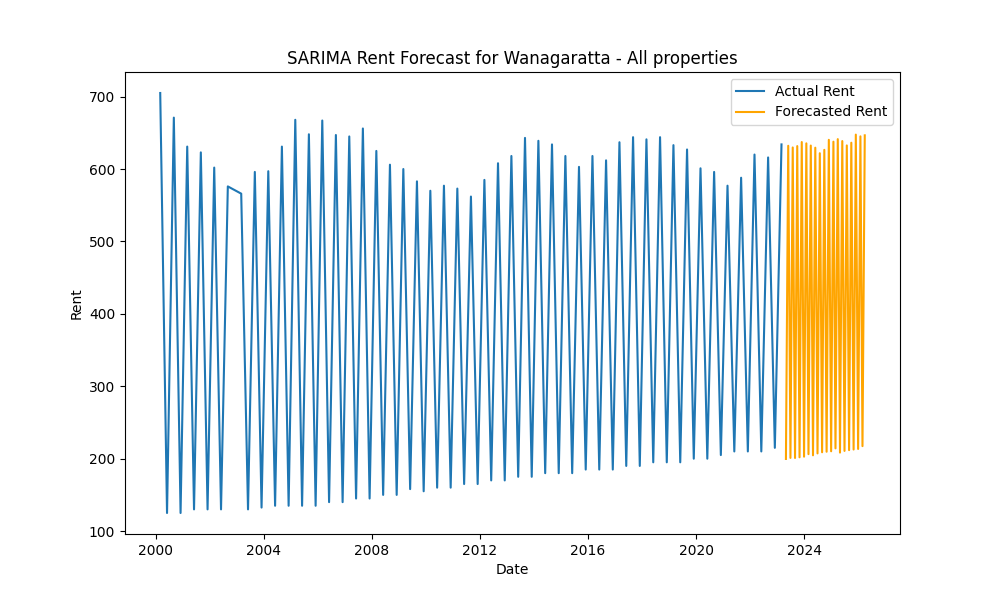 SARIMA Rent Forecast for Wanagaratta - All properties
Actual Rent
Forecasted Rent
700
600
500
400
300
200
100
Rent
2000 2004 2008 2012 2016 2020 2024
Date